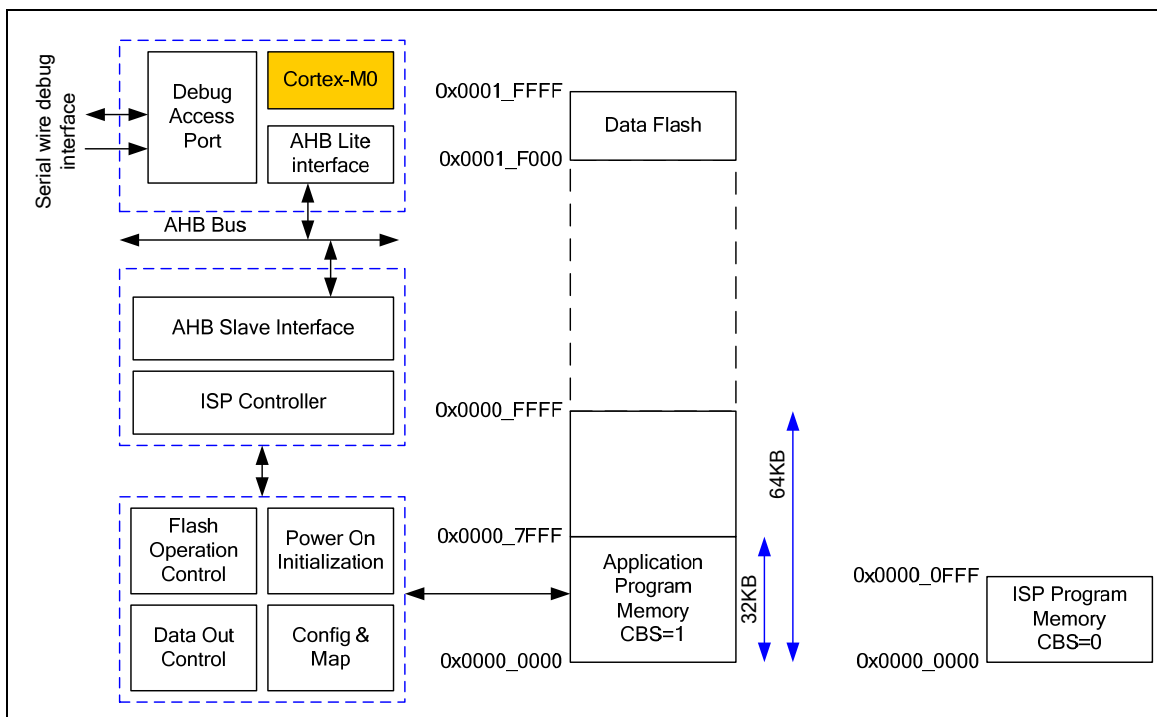 Serial wire debug
interface
Debug
Access
Port
Cortex-M0
AHB Lite
interface
AHB Bus
AHB Slave Interface
ISP Controller
Flash
Operation
Control
Power On
Initialization
Data Out
Control
Config &
Map
0x0001_FFFF
Data Flash
0x0001_F000
0x0000_FFFF
64KB
0x0000_7FFF
Application
Program
Memory
CBS=1
32KB
0x0000_0000
0x0000_0FFF
ISP Program
Memory
CBS=0
0x0000_0000